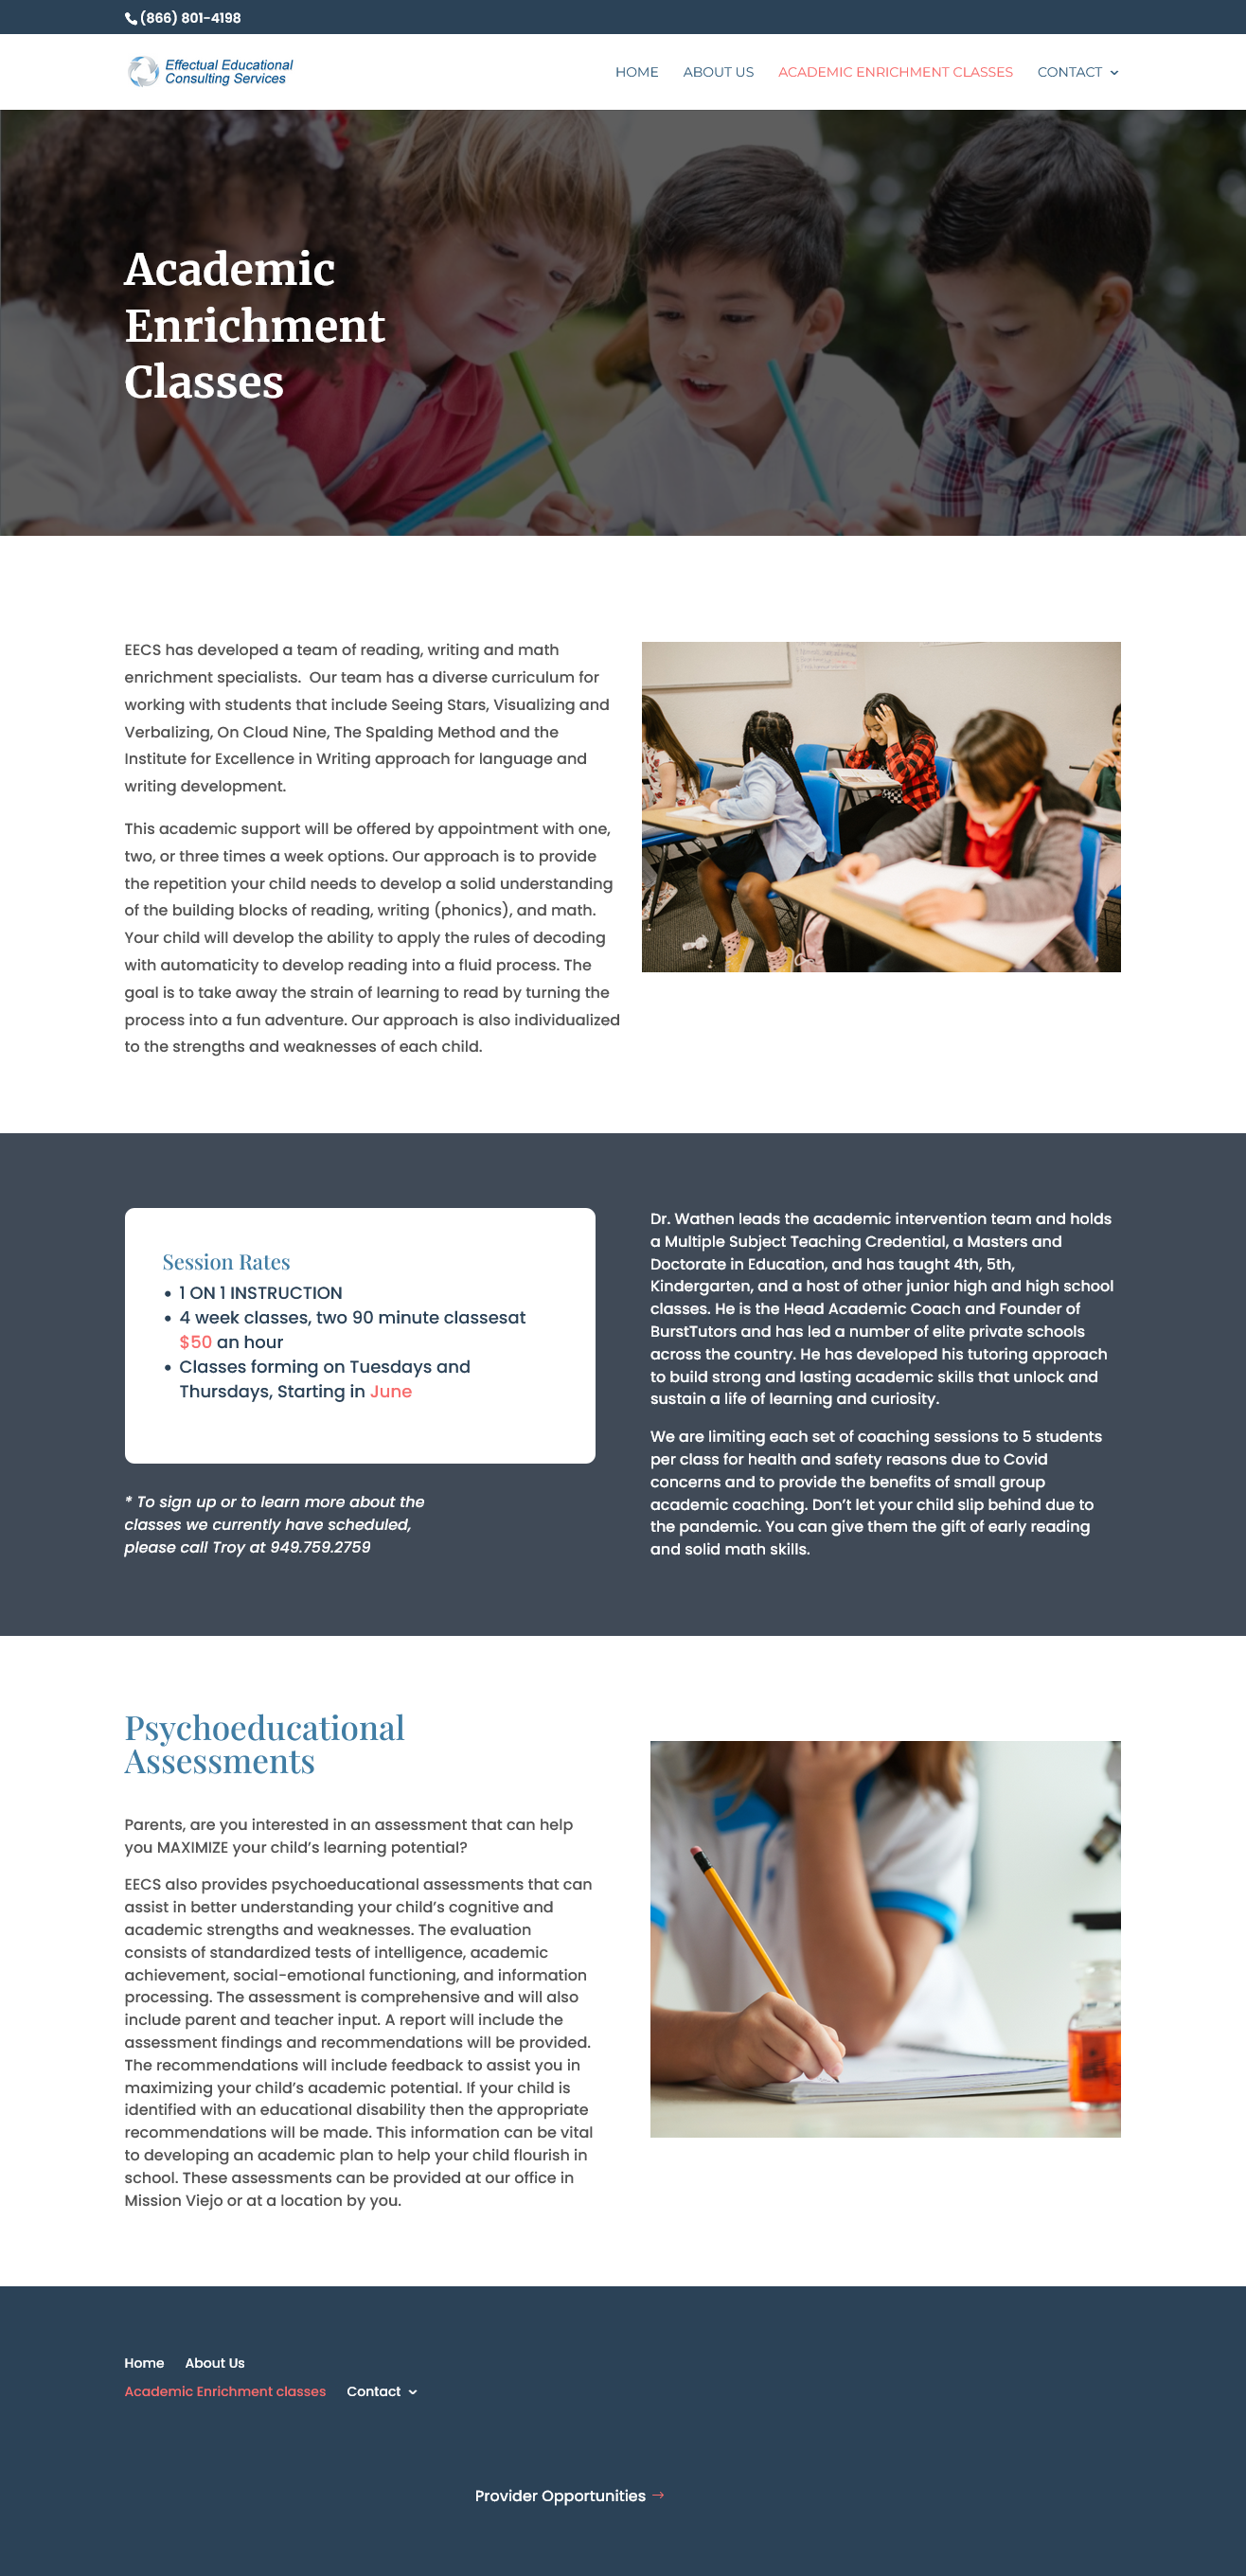 (866) 801-4198
Effectual Educational
Consulting Services
HOME ABOUT US ACADEMIC ENRICHMENT CLASSES CONTACT
Academic
Enrichment
Classes
EECS has developed a team of reading, writing and math
enrichment specialists. Our team has a diverse curriculum for
working with students that include Seeing Stars, Visualizing and
Verbalizing, On Cloud Nine, The Spalding Method and the
Institute for Excellence in Writing approach for language and
writing development.
This academic support will be offered by appointment with one,
two, or three times a week options. Our approach is to provide
the repetition your child needs to develop a solid understanding
of the building blocks of reading, writing (phonics), and math.
Your child will develop the ability to apply the rules of decoding
with automaticity to develop reading into a fluid process. The
goal is to take away the strain of learning to read by turning the
process into a fun adventure. Our approach is also individualized
to the strengths and weaknesses of each child.
Session Rates
• 1 ON 1 INSTRUCTION
• 4 week classes, two 90 minute classesat
$50 an hour
• Classes forming on Tuesdays and
Thursdays, Starting in June
* To sign up or to learn more about the
classes we currently have scheduled,
please call Troy at 949.759.2759
Dr. Wathen leads the academic intervention team and holds
a Multiple Subject Teaching Credential, a Masters and
Doctorate in Education, and has taught 4th, 5th,
Kindergarten, and a host of other junior high and high school
classes. He is the Head Academic Coach and Founder of
BurstTutors and has led a number of elite private schools
across the country. He has developed his tutoring approach
to build strong and lasting academic skills that unlock and
sustain a life of learning and curiosity.
We are limiting each set of coaching sessions to 5 students
per class for health and safety reasons due to Covid
concerns and to provide the benefits of small group
academic coaching. Don’t let your child slip behind due to
the pandemic. You can give them the gift of early reading
and solid math skills.
Psychoeducational
Assessments
Parents, are you interested in an assessment that can help
you MAXIMIZE your child’s learning potential?
EECS also provides psychoeducational assessments that can
assist in better understanding your child’s cognitive and
academic strengths and weaknesses. The evaluation
consists of standardized tests of intelligence, academic
achievement, social-emotional functioning, and information
processing. The assessment is comprehensive and will also
include parent and teacher input. A report will include the
assessment findings and recommendations will be provided.
The recommendations will include feedback to assist you in
maximizing your child’s academic potential. If your child is
identified with an educational disability then the appropriate
recommendations will be made. This information can be vital
to developing an academic plan to help your child flourish in
school. These assessments can be provided at our office in
Mission Viejo or at a location by you.
Home About Us
Academic Enrichment classes Contact
Provider Opportunities →